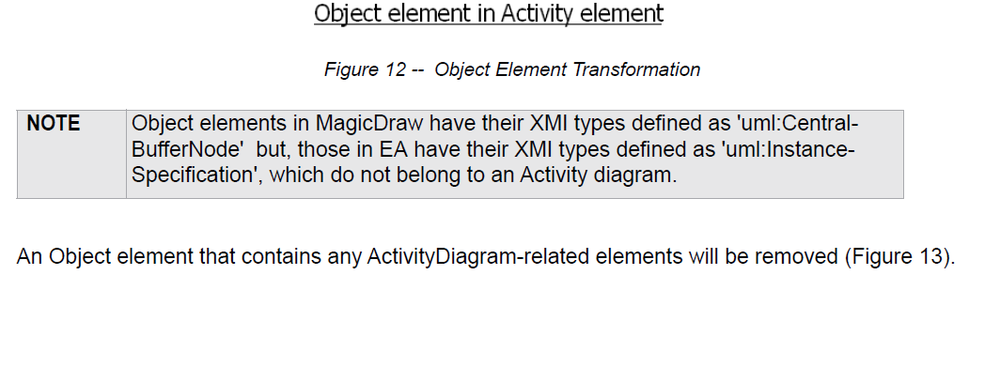 Object element in Activity element
Figure 12 -- Object Element Transformation
NOTE
Object elements in MagicDraw have their XMI types defined as 'uml:Central-
BufferNode'  but, those in EA have their XMI types defined as 'uml:Instance-
Specification', which do not belong to an Activity diagram.
An Object element that contains any ActivityDiagram-related elements will be removed (Figure 13).